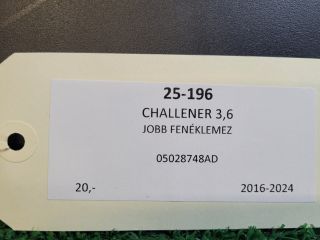 25-196
CHALLENER 3,6
JOBB FENÉKLEMEZ
05028748AD
20,- 2016-2024